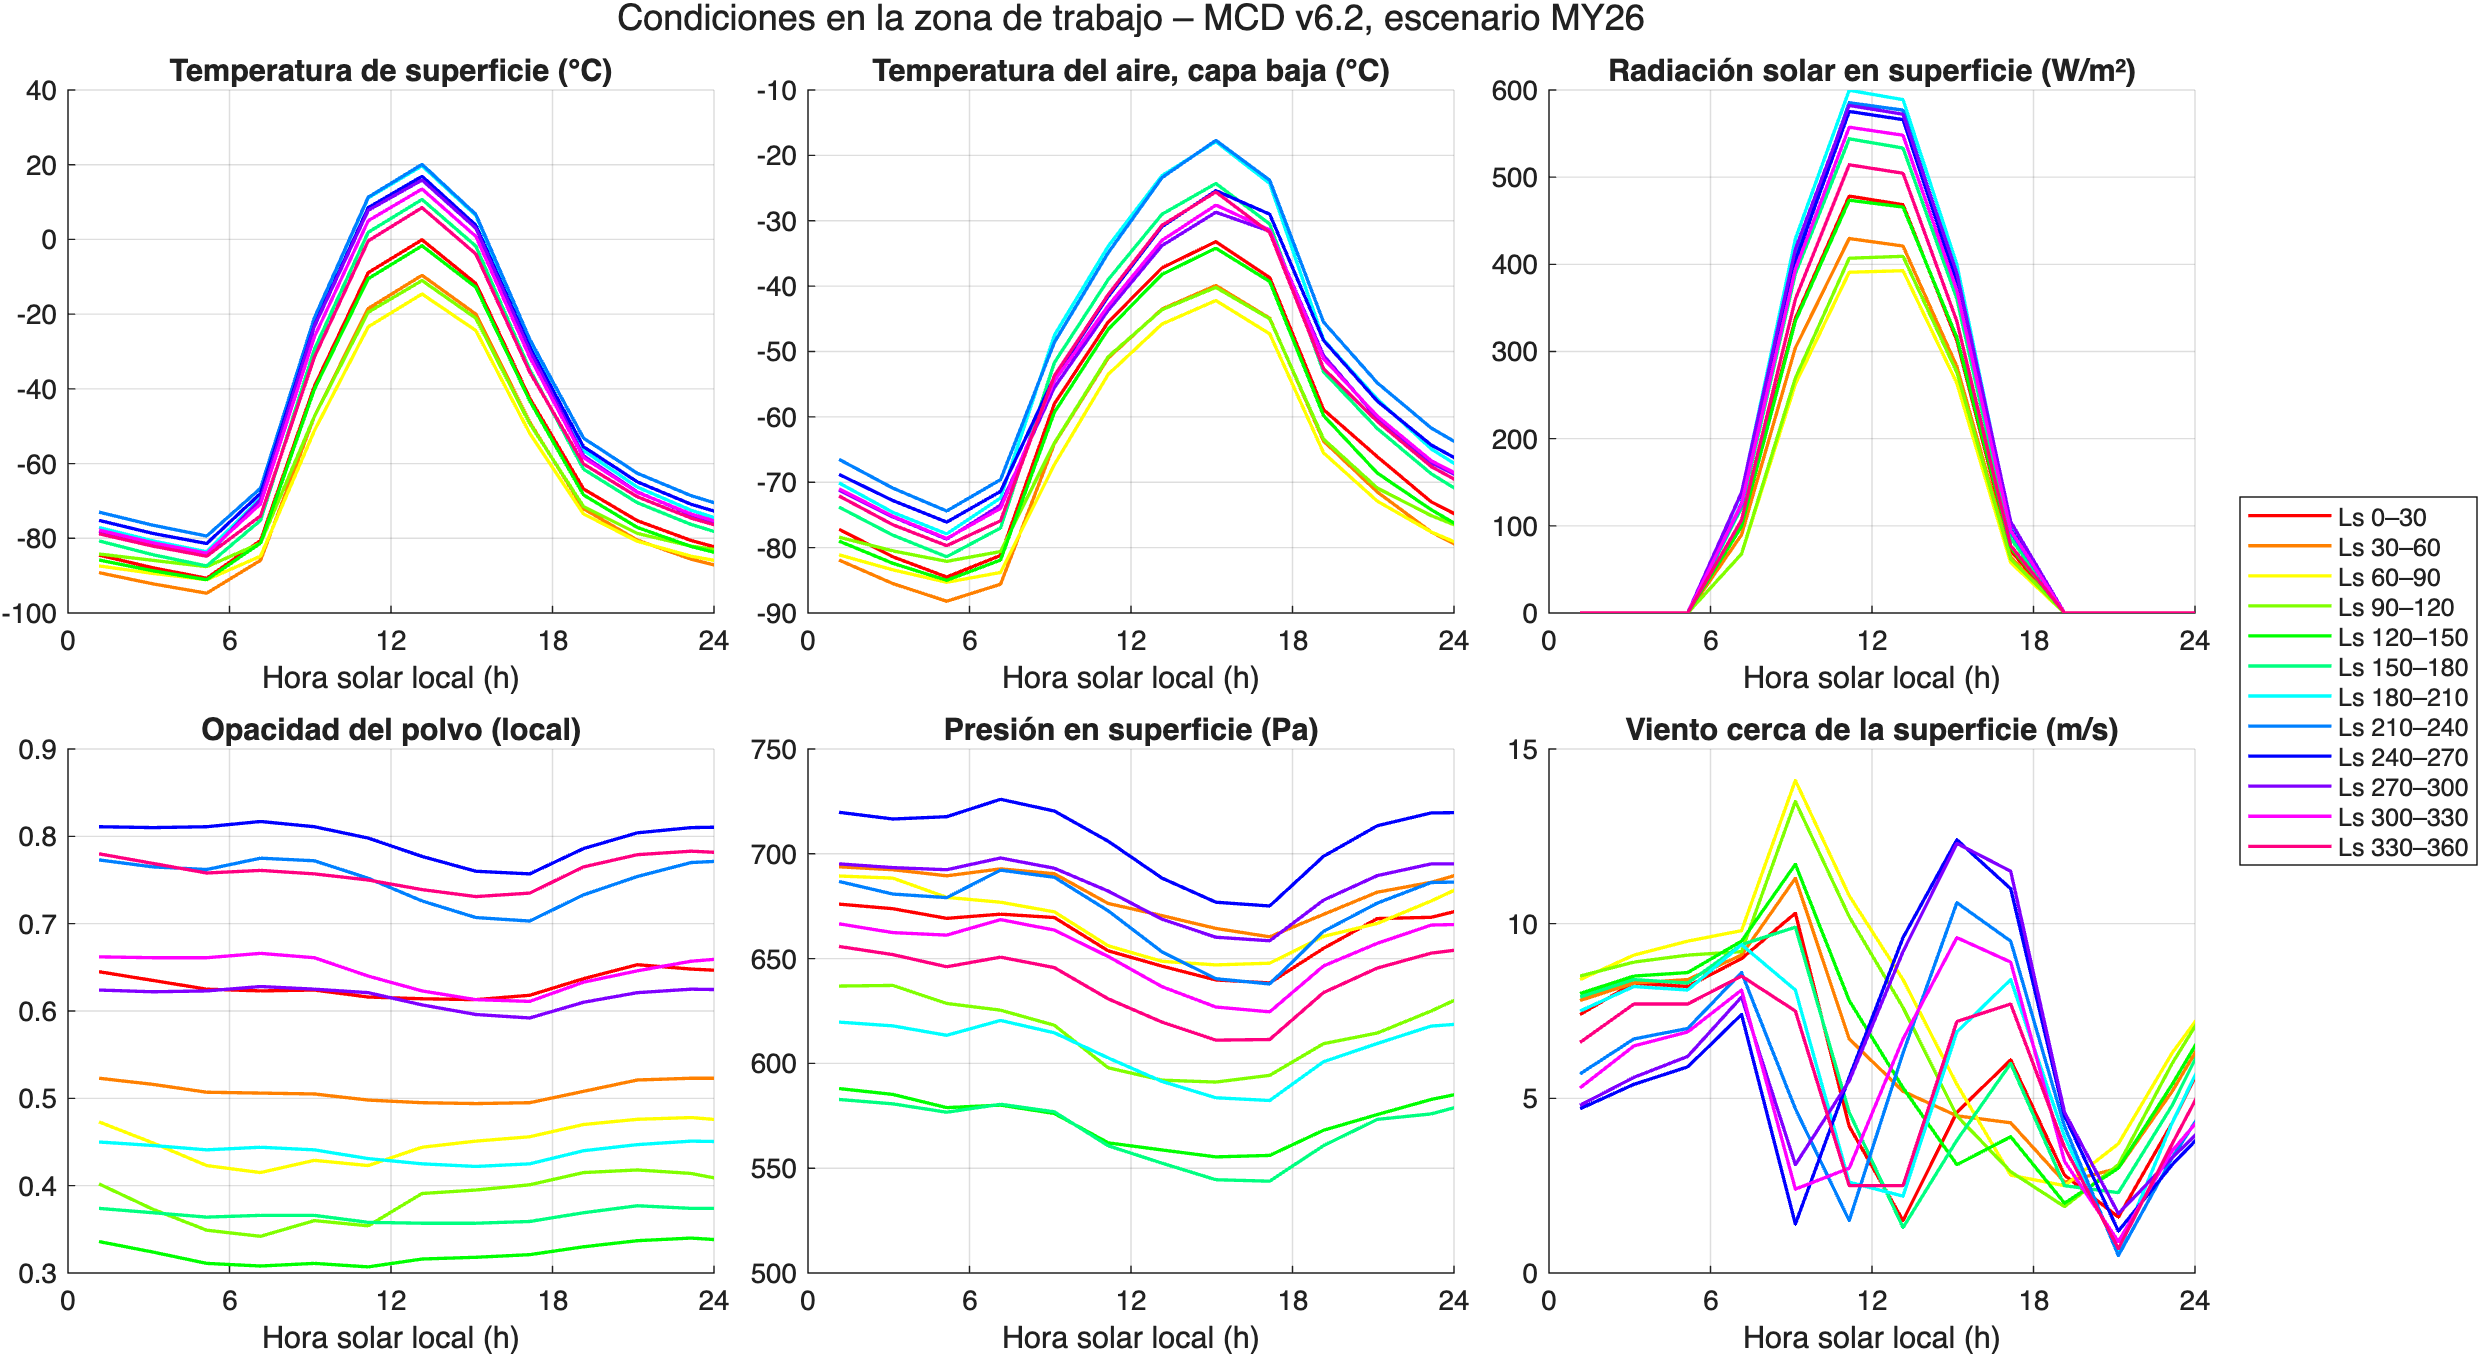 Condiciones en la zona de trabajo – MCD v6.2, escenario MY26
Temperatura de superficie (°C)
40
20
0
-20
-40
-60
-80
-100
0 6 12 18 24
Hora solar local (h)
Temperatura del aire, capa baja (°C)
-10
-20
-30
-40
-50
-60
-70
-80
-90
0 6 12 18 24
Hora solar local (h)
Radiación solar en superficie (W/m²)
600
500
400
300
200
100
0
0 6 12 18 24
Hora solar local (h)
Opacidad del polvo (local)
0.9
0.8
0.7
0.6
0.5
0.4
0.3
0 6 12 18 24
Hora solar local (h)
Presión en superficie (Pa)
750
700
650
600
550
500
0 6 12 18 24
Hora solar local (h)
Viento cerca de la superficie (m/s)
15
10
5
0
0 6 12 18 24
Hora solar local (h)
Ls 0–30
Ls 30–60
Ls 60–90
Ls 90–120
Ls 120–150
Ls 150–180
Ls 180–210
Ls 210–240
Ls 240–270
Ls 270–300
Ls 300–330
Ls 330–360